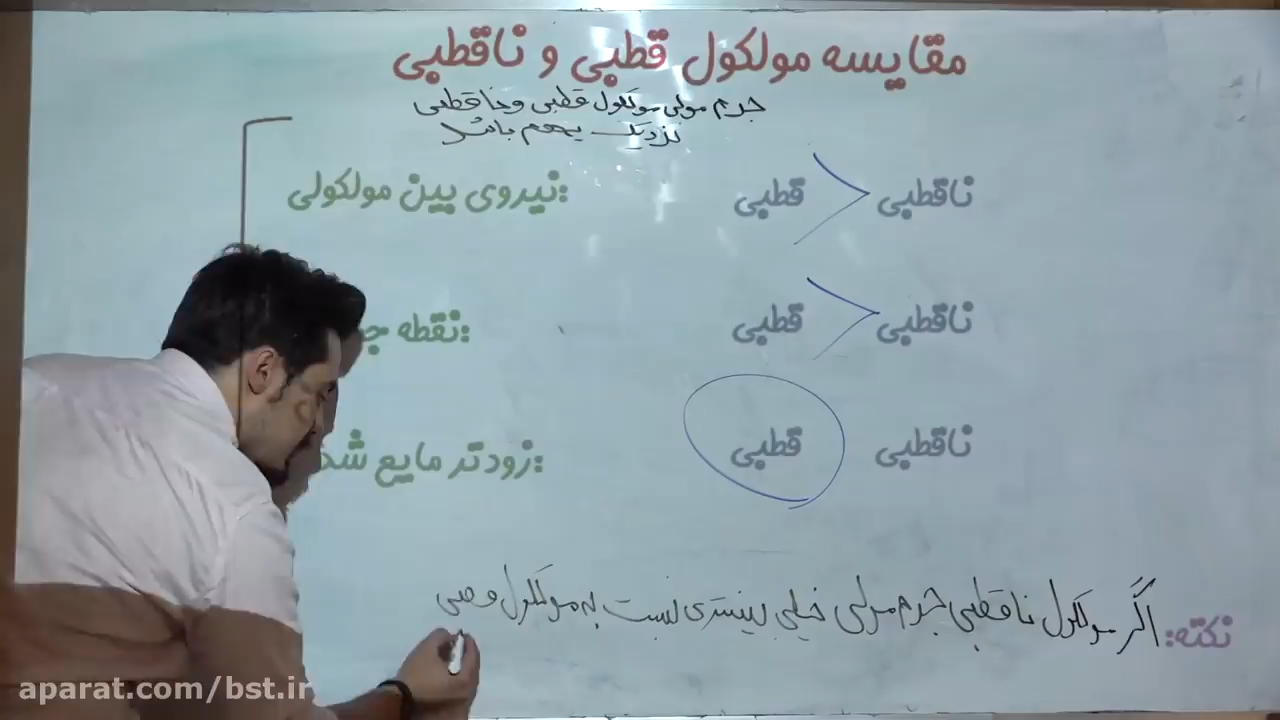 مقایسه مولکول قطبی و ناقطبی
جرم مولی مولکول قطبی و ناقطبی
نزدیک بهم باشد
ناقطبی > قطبی :نیروی بین مولکولی
ناقطبی > قطبی :نقطه
ناقطبی قطبی :زودتر مایع
نکته: اگر مولکول ناقطبی جرم مولی خیلی بیشتری نسبت به مولکول
aparat.com/bst.ir